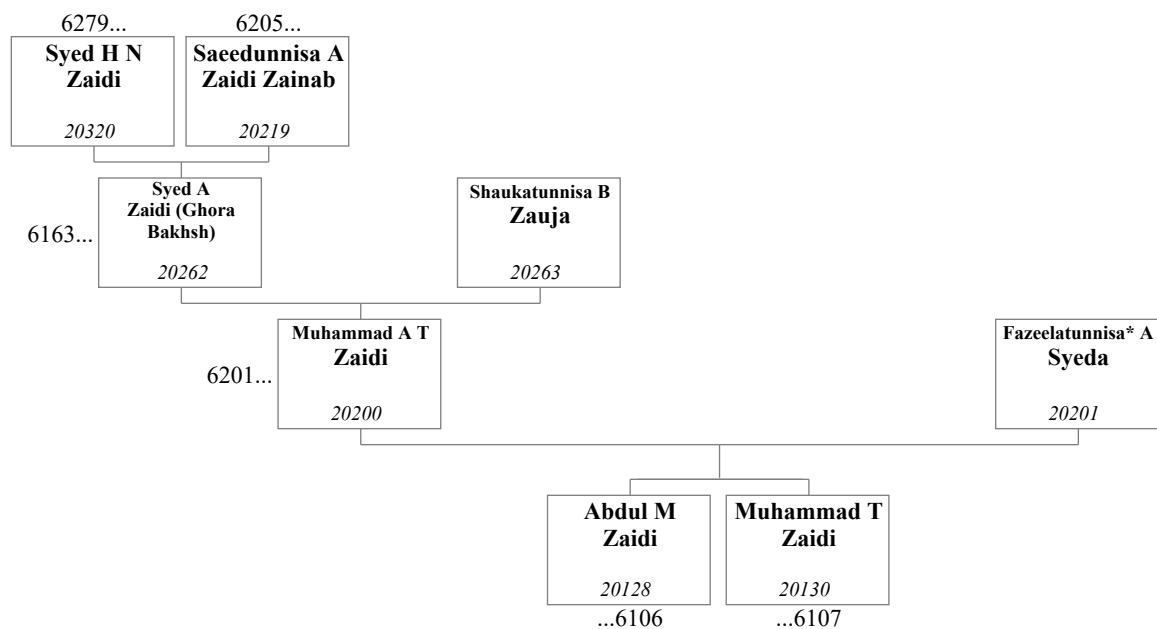 6279...
6205...
Syed H N
Zaidi
20320
Saeedunnisa A
Zaidi Zainab
20219
6163...
Syed A
Zaidi (Ghora
Bakhsh)
20262
Shaukatunnisa B
Zauja
20263
6201...
Muhammad A T
Zaidi
20200
Fazeelatunnisa* A
Syeda
20201
Abdul M
Zaidi
20128
...6106
Muhammad T
Zaidi
20130
...6107